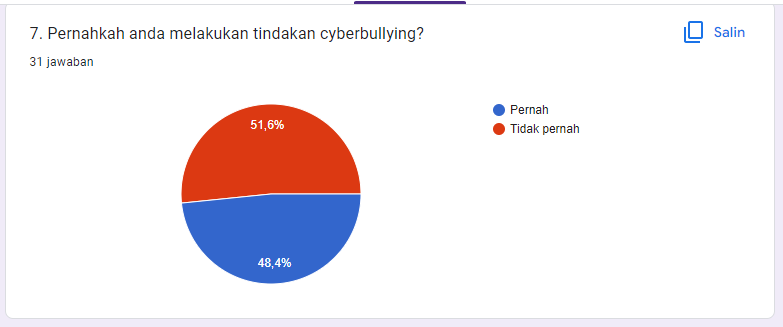 7. Pernahkah anda melakukan tindakan cyberbullying?
Salin
31 jawaban
51,6%
48,4%
Pernah
Tidak pernah